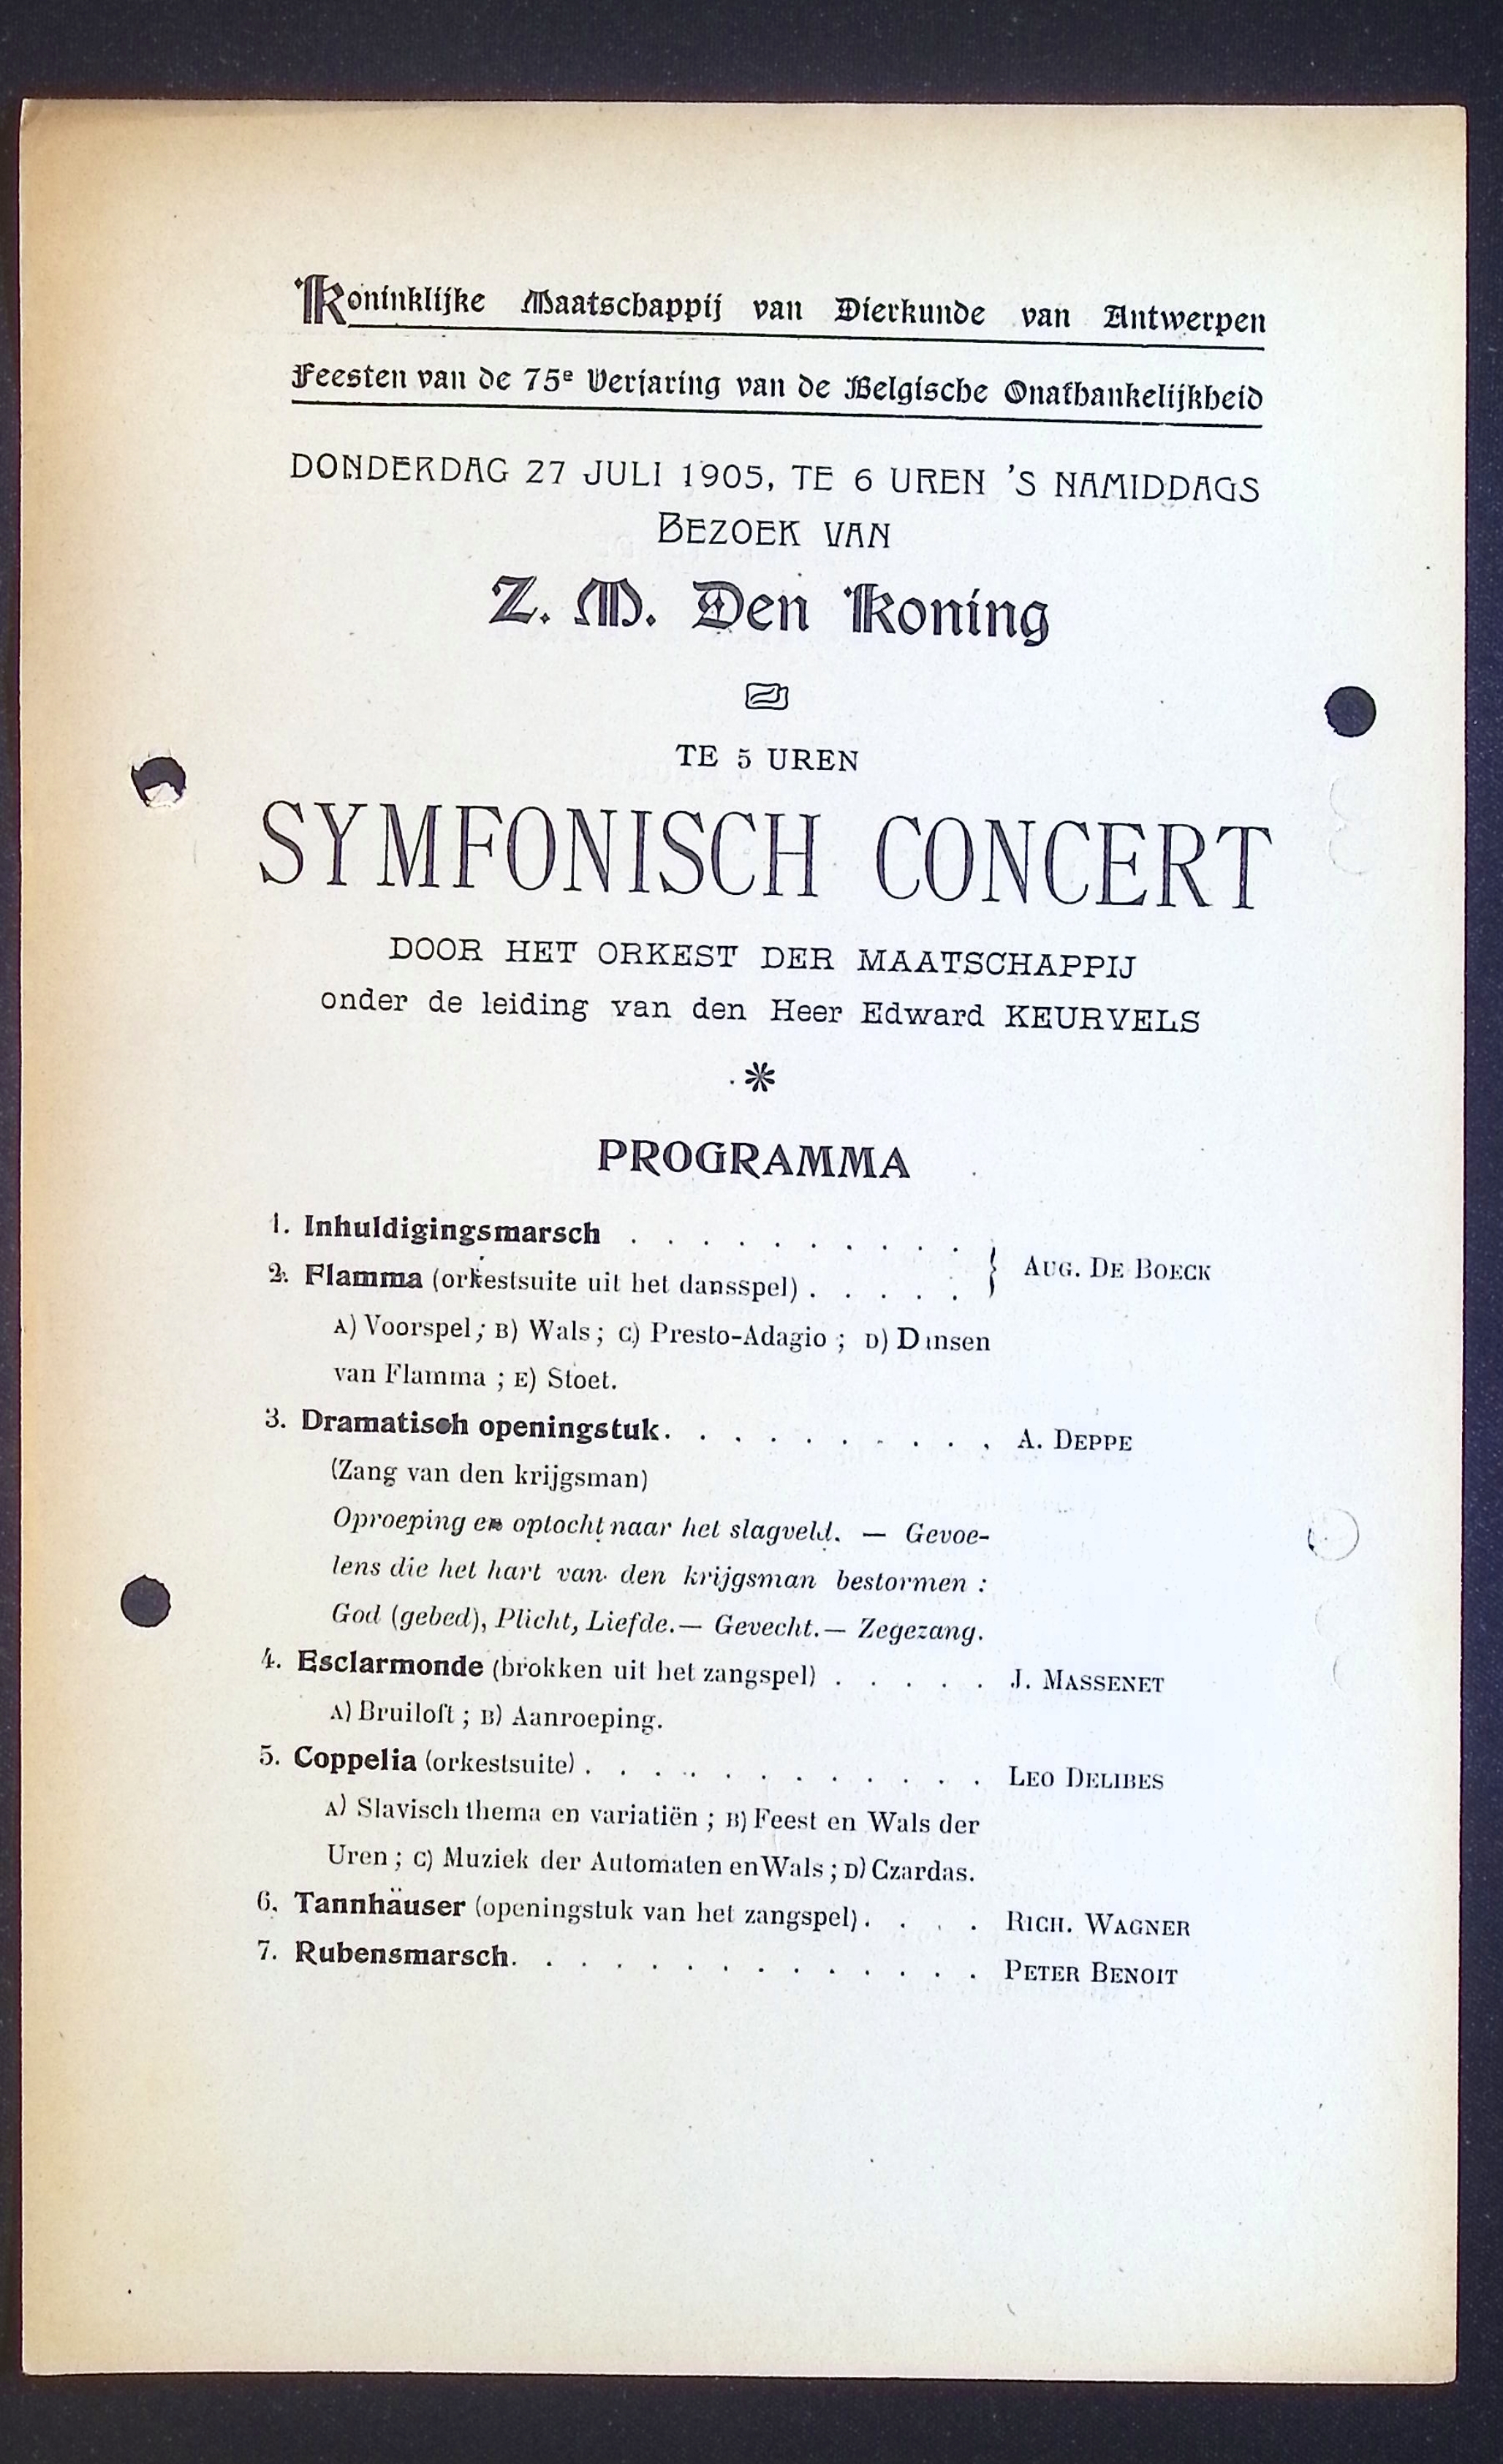 Koninklijke Maatschappij van Dierkunde van Antwerpen
Feesten van de 75e Verjaring van de Belgische Onafhankelijkheid
DONDERDAG 27 JULI 1905, TE 6 UREN 'S NAMIDDAGS
BEZOEK VAN
Z. M. Den Koning
TE 5 UREN
SYMFONISCH CONCERT
DOOR HET ORKEST DER MAATSCHAPPIJ
onder de leiding van den Heer Edward KEURVELS
*
PROGRAMMA
1. Inhuldigingsmarsch . . . . . . . . . .
2. Flamma (orkestsuite uit het dansspel) . . . . . } AUG. DE BOECK
A) Voorspel; B) Wals; C) Presto-Adagio; D) Dansen
van Flamma; E) Stoet.
3. Dramatisch openingstuk. . . . . . . . . . A. DEPPE
(Zang van den krijgsman)
Oproeping en optocht naar het slagveld. — Gevoe-
lens die het hart van den krijgsman bestormen :
God (gebed), Plicht, Liefde. — Gevecht. — Zegezang.
4. Esclarmonde (brokken uit het zangspel) . . . . . J. MASSENET
A) Bruiloft; B) Aanroeping.
5. Coppelia (orkestsuite) . . . . . . . . . . . . LEO DELIBES
A) Slavisch thema en variatiën; B) Feest en Wals der
Uren; C) Muziek der Automaten en Wals; D) Czardas.
6. Tannhäuser (openingstuk van het zangspel) . . . . RICH. WAGNER
7. Rubensmarsch. . . . . . . . . . . . . . PETER BENOIT